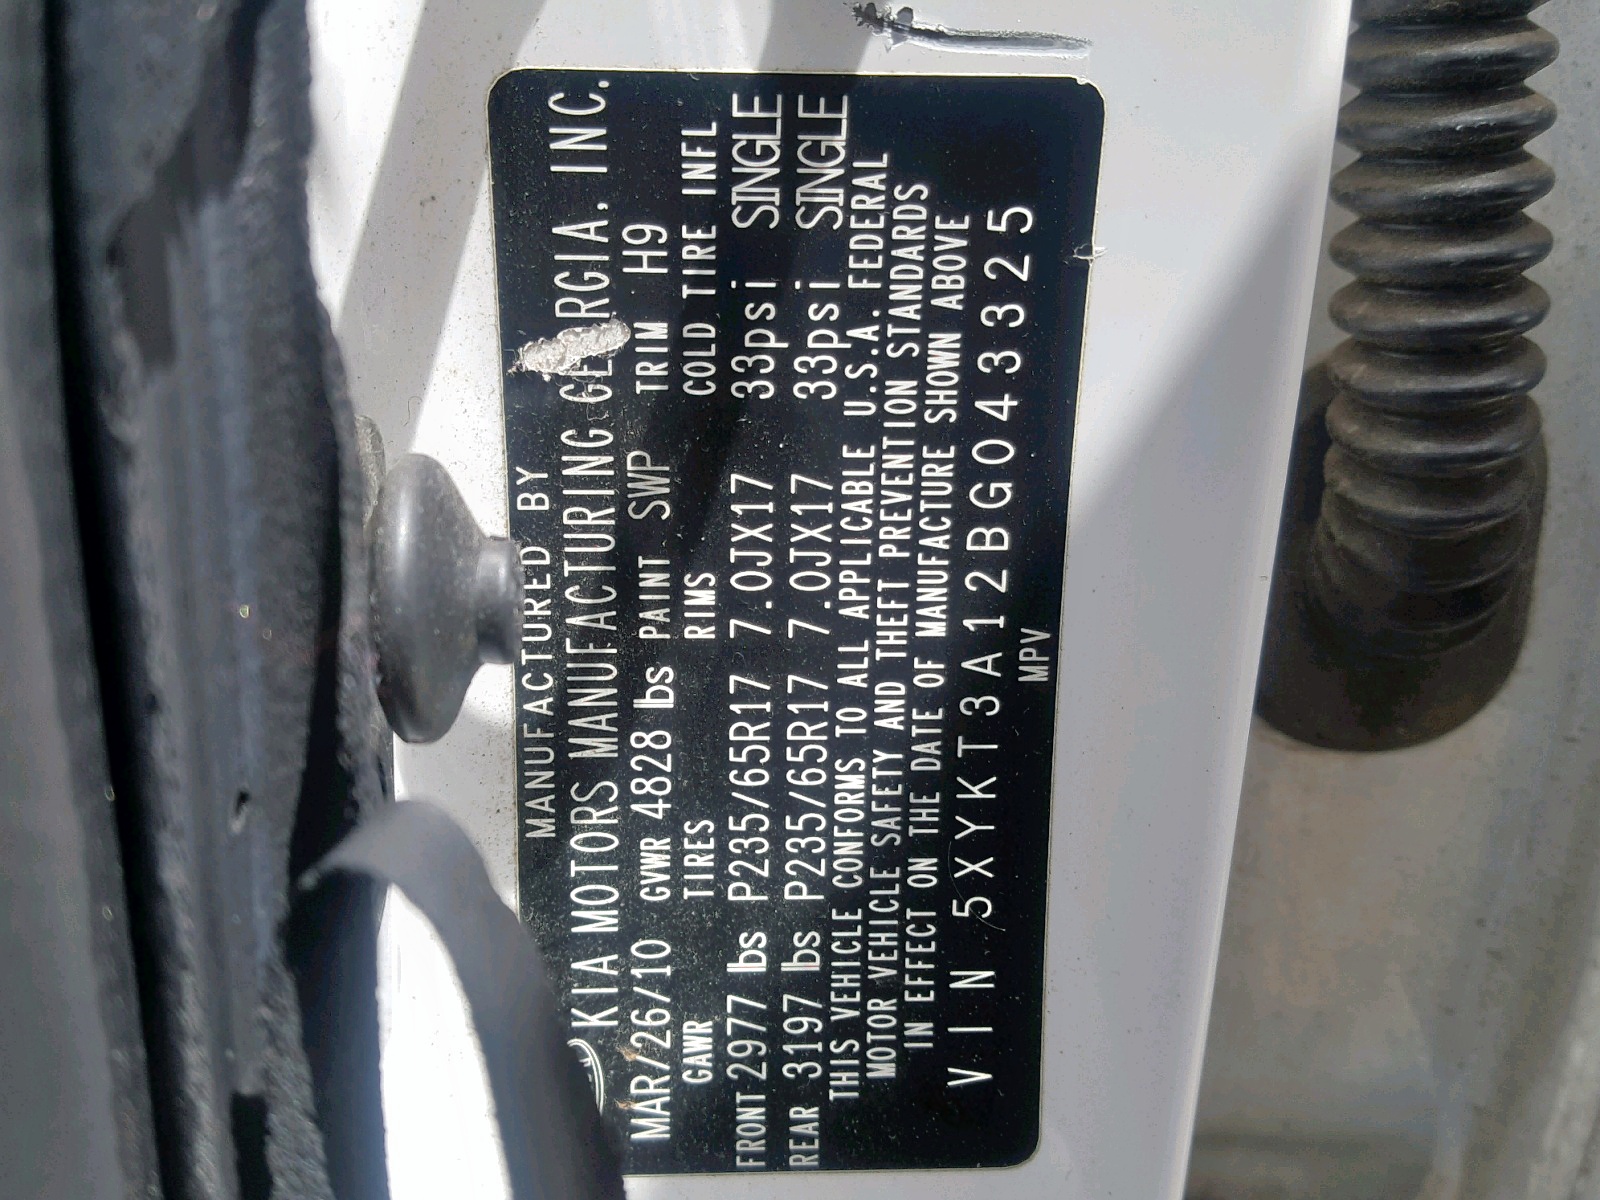 MANUFACTURED BY
KIA MOTORS MANUFACTURING GEORGIA, INC.
MAR/26/10 GVWR 4828 lbs PAINT SWP TRIM H9
GAWR TIRES RIMS COLD TIRE INFL
FRONT 2977 lbs P235/65R17 7.0JX17 33psi SINGLE
REAR 3197 lbs P235/65R17 7.0JX17 33psi SINGLE
THIS VEHICLE CONFORMS TO ALL APPLICABLE U.S.A. FEDERAL
MOTOR VEHICLE SAFETY AND THEFT PREVENTION STANDARDS
IN EFFECT ON THE DATE OF MANUFACTURE SHOWN ABOVE
VIN 5XYKT3A12BG043325
MPV